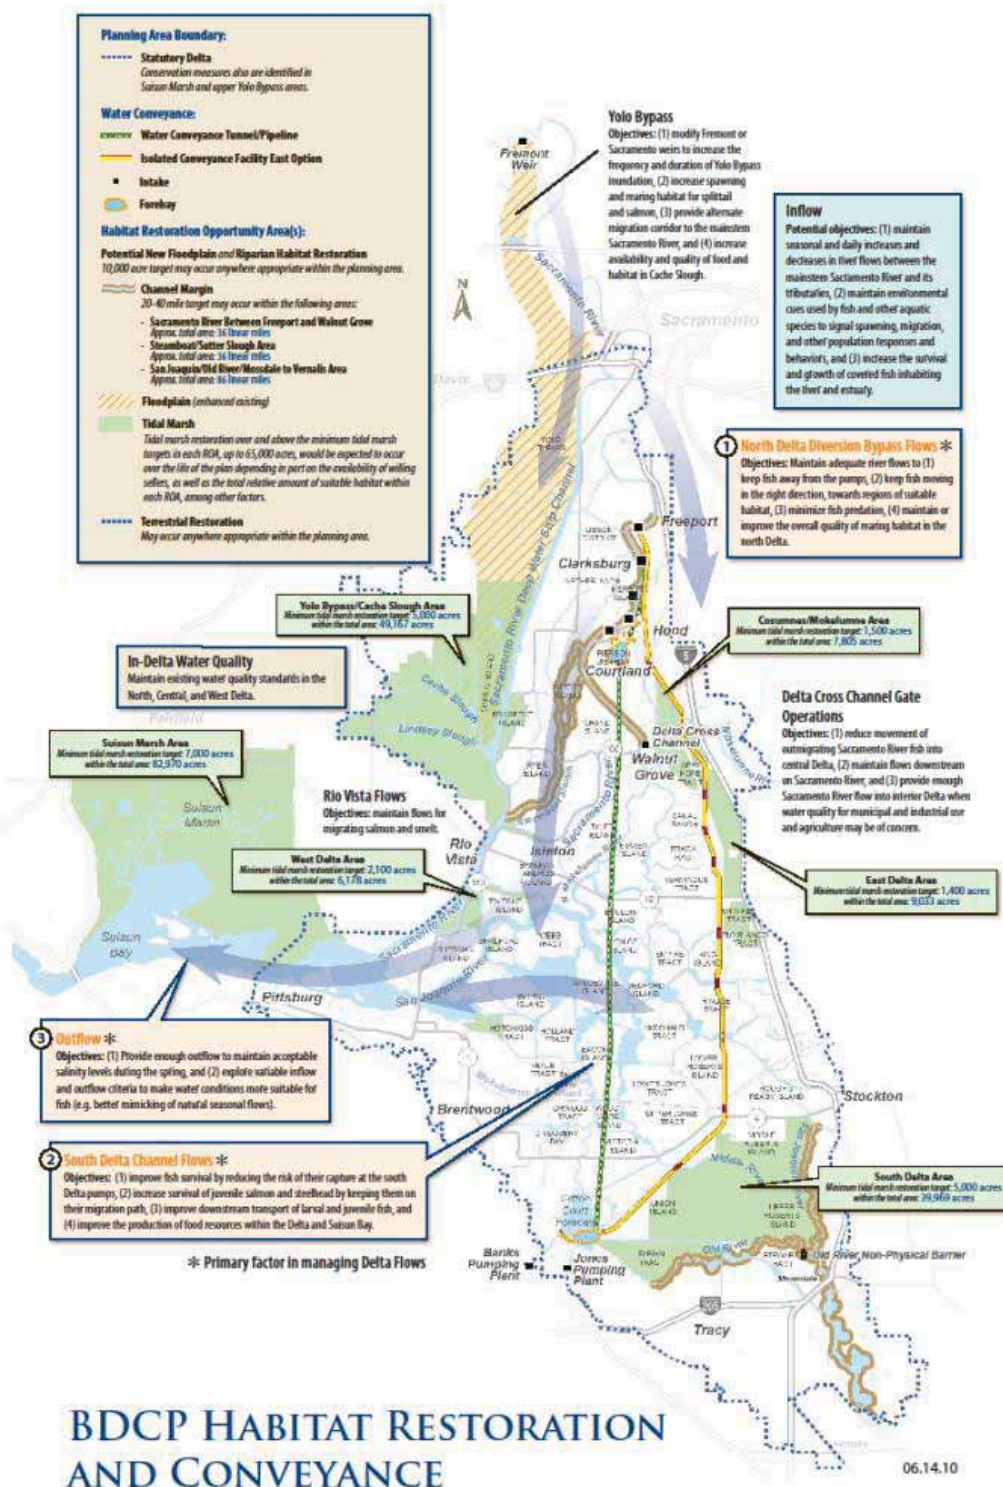 Planning Area Boundary:
Statutory Delta
Conservation measures also are identified in
Suisun Marsh and upper Yolo Bypass areas.
Water Conveyance:
Water Conveyance Tunnel/Pipeline
Isolated Conveyance Facility East Option
Intake
Forebay
Habitat Restoration Opportunity Area(s):
Potential New Floodplain and Riparian Habitat Restoration
10,000 acre target may occur anywhere appropriate within the planning area.
Channel Margin
20-40 mile target may occur within the following areas:
- Sacramento River Between Freeport and Walnut Grove
Approx. total area: 36 linear miles
- Steamboat/Sutter Slough Area
Approx. total area: 36 linear miles
- San Joaquin/Old River/Mossdale to Vernalis Area
Approx. total area: 86 linear miles
Floodplain (enhanced existing)
Tidal Marsh
Tidal marsh restoration over and above the minimum tidal marsh
targets in each ROA, up to 65,000 acres, would be expected to occur
over the life of the plan depending in part on the availability of willing
sellers, as well as the total relative amount of suitable habitat within
each ROA, among other factors.
Terrestrial Restoration
May occur anywhere appropriate within the planning area.
Fremont
Weir
Yolo Bypass
Objectives: (1) modify Fremont or
Sacramento weirs to increase the
frequency and duration of Yolo Bypass
inundation, (2) increase spawning
and rearing habitat for splittail
and salmon, (3) provide alternate
migration corridor to the mainstem
Sacramento River, and (4) increase
availability and quality of food and
habitat in Cache Slough.
Inflow
Potential objectives: (1) maintain
seasonal and daily increases and
decreases in river flows between the
mainstem Sacramento River and its
tributaries, (2) maintain environmental
cues used by fish and other aquatic
species to signal spawning, migration,
and other population responses and
behaviors, and (3) increase the survival
and growth of covered fish inhabiting
the river and estuary.
N
Sacramento River
Sacramento
Davis
1 North Delta Diversion Bypass Flows *
Objectives: Maintain adequate river flows to (1)
keep fish away from the pumps, (2) keep fish moving
in the right direction, towards regions of suitable
habitat, (3) minimize fish predation, (4) maintain or
improve the overall quality of rearing habitat in the
north Delta.
Sacramento River Deep Water Ship Channel
Freeport
Clarksburg
Hood
5
Courtland
Yolo Bypass/Cache Slough Area
Minimum tidal marsh restoration target: 5,000 acres
within the total area: 49,167 acres
Cosumnes/Mokelumne Area
Minimum tidal marsh restoration target: 1,500 acres
within the total area: 7,805 acres
In-Delta Water Quality
Maintain existing water quality standards in the
North, Central, and West Delta.
Fairfield
Cache Slough
Lindsey Slough
Delta Cross
Channel
Walnut
Grove
Mokelumne R
Delta Cross Channel Gate
Operations
Objectives: (1) reduce movement of
outmigrating Sacramento River fish into
central Delta, (2) maintain flows downstream
on Sacramento River, and (3) provide enough
Sacramento River flow into interior Delta when
water quality for municipal and industrial use
and agriculture may be of concern.
Suisun Marsh Area
Minimum tidal marsh restoration target: 7,000 acres
within the total area: 82,970 acres
Suisun
Marsh
Rio Vista Flows
Objectives: maintain flows for
migrating salmon and smelt.
Rio
Vista
Isleton
Sacramento River
West Delta Area
Minimum tidal marsh restoration target: 2,100 acres
within the total area: 6,178 acres
East Delta Area
Minimum tidal marsh restoration target: 1,400 acres
within the total area: 9,033 acres
12
Suisun
Bay
Sacramento River
San Joaquin River
Pittsburg
3 Outflow *
Objectives: (1) Provide enough outflow to maintain acceptable
salinity levels during the spring, and (2) explore variable inflow
and outflow criteria to make water conditions more suitable for
fish (e.g. better mimicking of natural seasonal flows).
Brentwood
Stockton
4
2 South Delta Channel Flows *
Objectives: (1) improve fish survival by reducing the risk of their capture at the south
Delta pumps, (2) increase survival of juvenile salmon and steelhead by keeping them on
their migration path, (3) improve downstream transport of larval and juvenile fish, and
(4) improve the production of food resources within the Delta and Suisun Bay.
UNION
ISLAND
South Delta Area
Minimum tidal marsh restoration target: 5,000 acres
within the total area: 39,969 acres
* Primary factor in managing Delta Flows
Banks
Pumping
Plant
Jones
Pumping
Plant
Old River
Old River Non-Physical Barrier
Mossdale
205
Tracy
BDCP HABITAT RESTORATION
AND CONVEYANCE
06.14.10